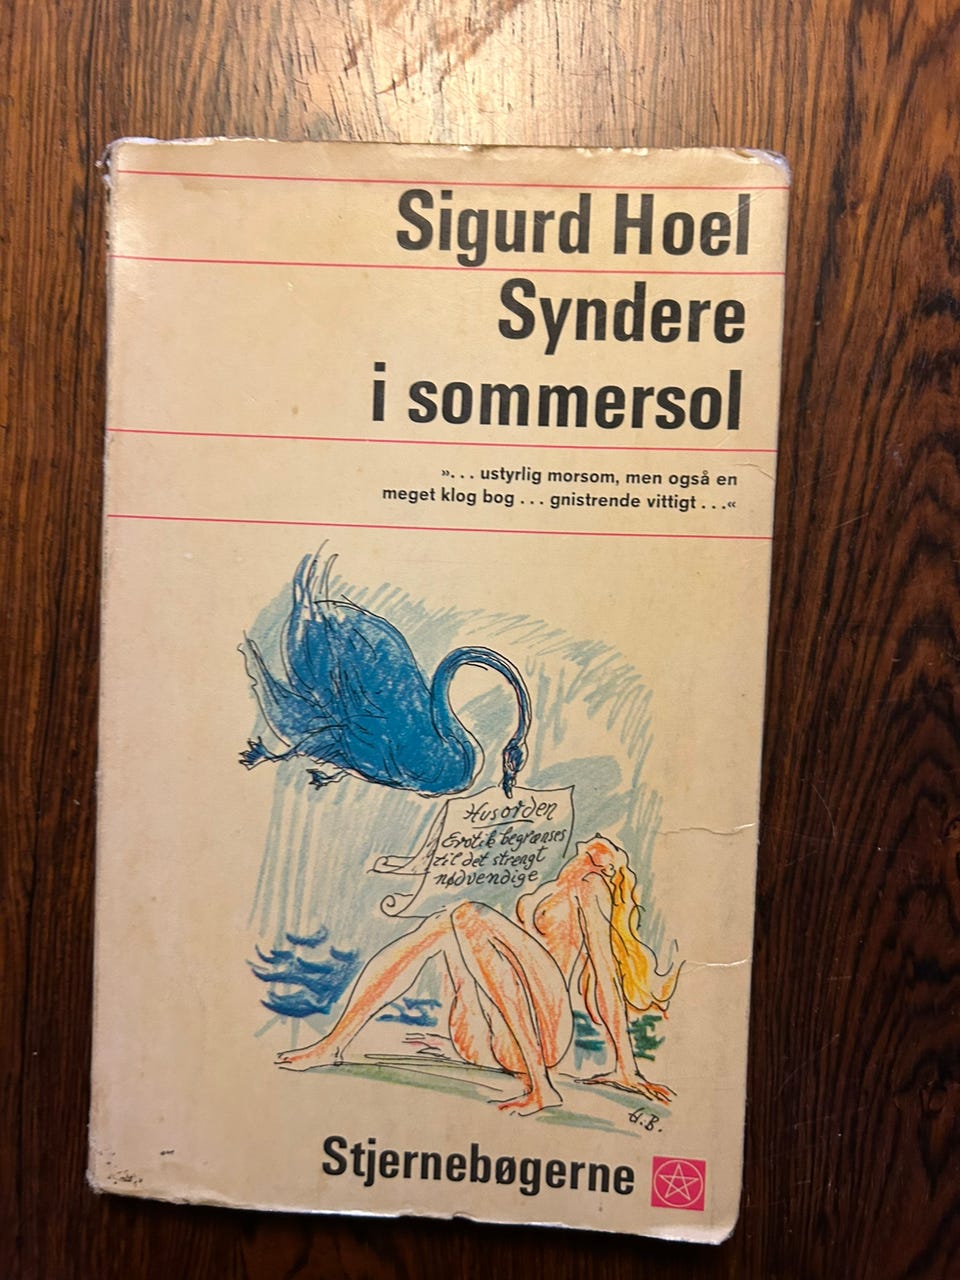 Sigurd Hoel
Syndere
i sommersol
»... ustyrlig morsom, men også en
meget klog bog ... gnistrende vittigt ...«
Husorden
Erotik begrænses
til det strengt
nødvendige
H.B.
Stjernebøgerne